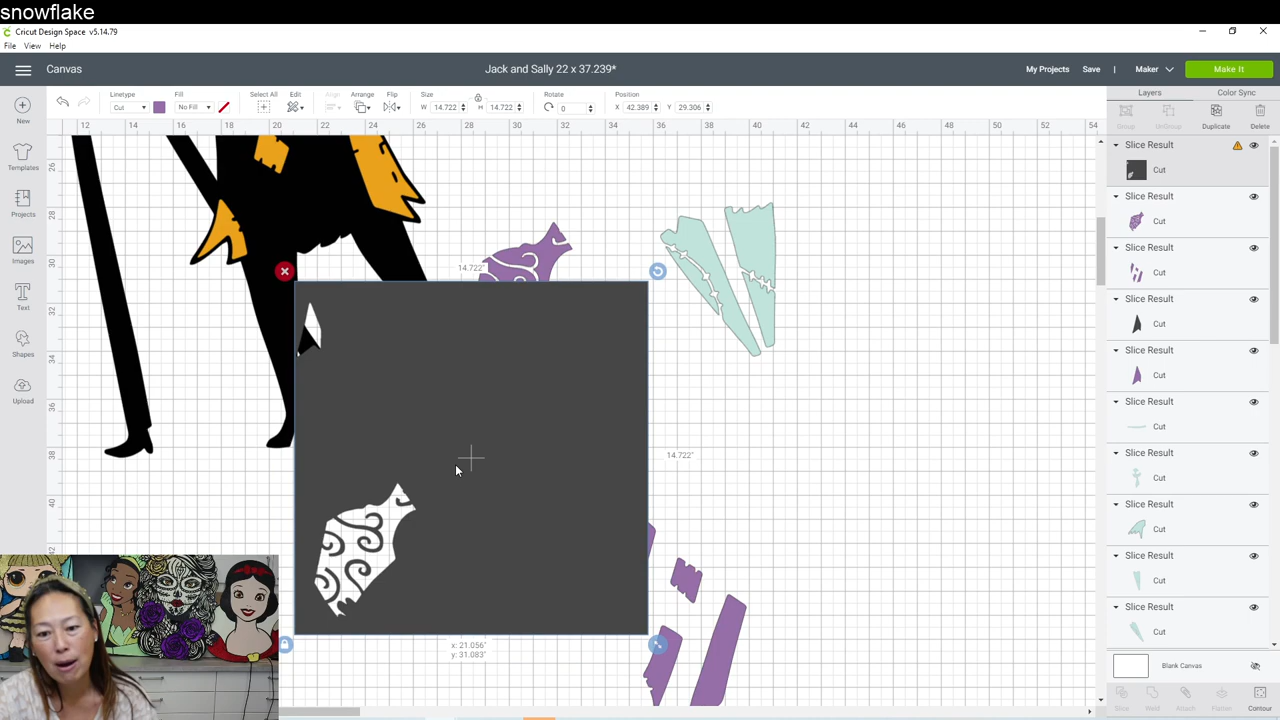 snowflake
Cricut Design Space v5.14.79
File View Help
Canvas
Jack and Sally 22 x 37.239*
My Projects Save Maker Make It
Linetype Fill Select All Edit Align Arrange Flip Size Rotate Position
Cut No Fill W 14.722 H 14.722 0 X 42.389 Y 29.306
Layers Color Sync
Group UnGroup Duplicate Delete
12 14 16 18 20 22 24 26 28 30 32 34 36 38 40 42 44 46 48 50 52 54
26
28
30
32
34
36
38
40
42
New
Templates
Projects
Images
Text
Shapes
Upload
14.722"
14.722"
x: 21.056"
y: 31.083"
Slice Result
Cut
Slice Result
Cut
Slice Result
Cut
Slice Result
Cut
Slice Result
Cut
Slice Result
Cut
Slice Result
Cut
Slice Result
Cut
Slice Result
Cut
Slice Result
Cut
Blank Canvas
Slice Weld Attach Flatten Contour